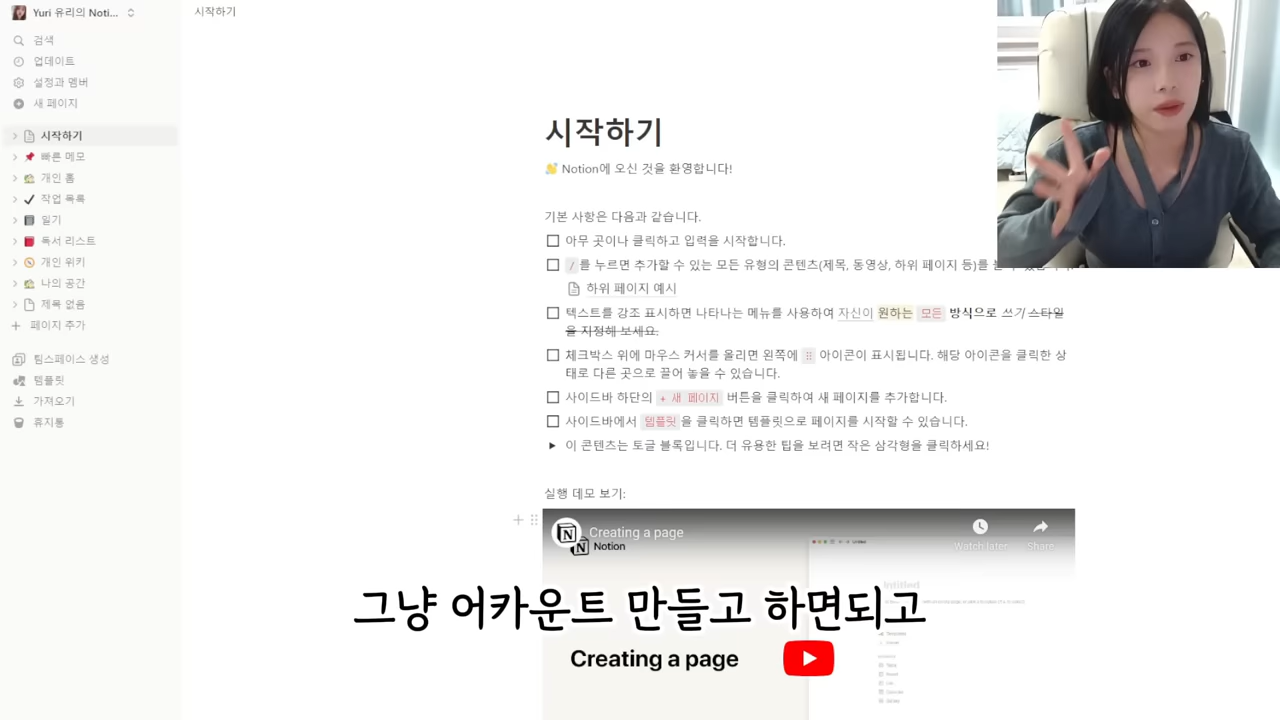 Yuri 유리의 Noti...
검색
업데이트
설정과 멤버
새 페이지
시작하기
빠른 메모
개인 홈
작업 목록
일기
독서 리스트
개인 위키
나의 공간
제목 없음
페이지 추가
팀스페이스 생성
템플릿
가져오기
휴지통
시작하기
시작하기
👋 Notion에 오신 것을 환영합니다!
기본 사항은 다음과 같습니다.
아무 곳이나 클릭하고 입력을 시작합니다.
/를 누르면 추가할 수 있는 모든 유형의 콘텐츠(제목, 동영상, 하위 페이지 등)를
하위 페이지 예시
텍스트를 강조 표시하면 나타나는 메뉴를 사용하여 자신이 원하는 모든 방식으로 쓰기 스타일
을 지정해 보세요.
체크박스 위에 마우스 커서를 올리면 왼쪽에 ⠿ 아이콘이 표시됩니다. 해당 아이콘을 클릭한 상
태로 다른 곳으로 끌어 놓을 수 있습니다.
사이드바 하단의 + 새 페이지 버튼을 클릭하여 새 페이지를 추가합니다.
사이드바에서 템플릿을 클릭하면 템플릿으로 페이지를 시작할 수 있습니다.
이 콘텐츠는 토글 블록입니다. 더 유용한 팁을 보려면 작은 삼각형을 클릭하세요!
실행 데모 보기:
Creating a page
Notion
Watch later
Share
Untitled
그냥 어카운트 만들고 하면되고
Creating a page